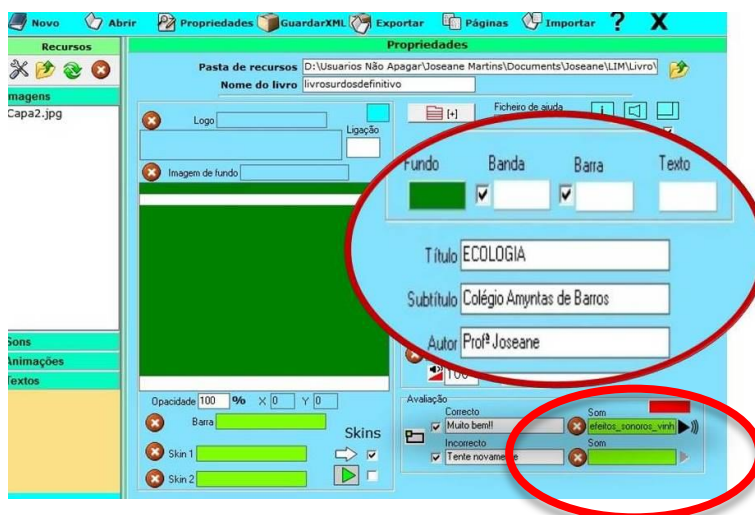 Novo Abrir Propriedades GuardarXML Exportar Páginas Importar ? X
Recursos
Propriedades
Pasta de recursos D:\Usuarios Não Apagar\Joseane Martins\Documents\Joseane\LIM\Livro\
Nome do livro livrosurdosdefinitivo
magens
Capa2.jpg
Logo
Ligação
[+]
Ficheiro de ajuda
i
Imagem de fundo
Fundo Banda Barra Texto
Título ECOLOGIA
Subtítulo Colégio Amyntas de Barros
Autor Profª Joseane
100
Sons
Animações
Textos
Opacidade 100 % X 0 Y 0
Barra
Skins
Skin 1
Skin 2
Avaliação
Correcto Som
Muito bem!! efeitos_sonoros_vinh
Incorrecto Som
Tente novamente